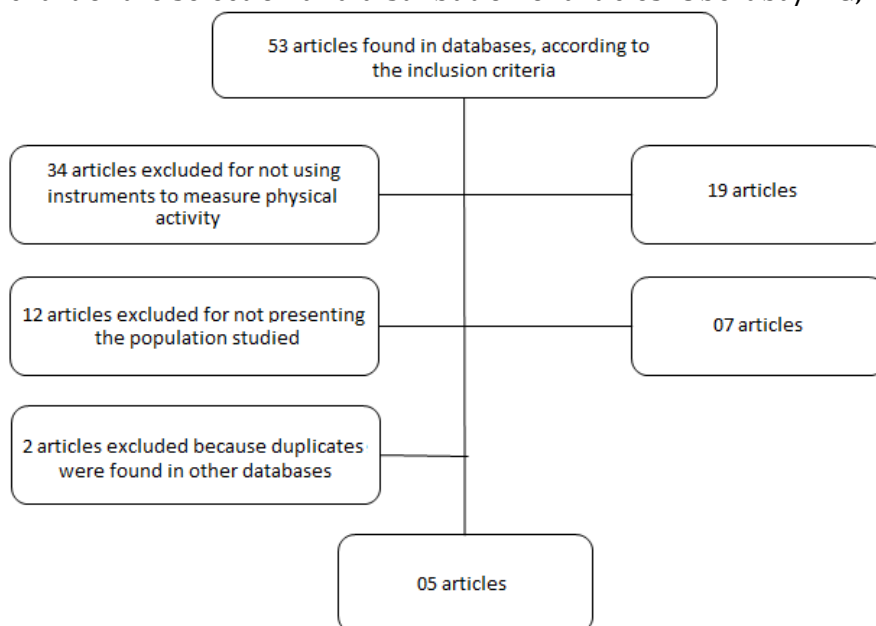 53 articles found in databases, according to
the inclusion criteria
34 articles excluded for not using
instruments to measure physical
activity
19 articles
12 articles excluded for not presenting
the population studied
07 articles
2 articles excluded because duplicates
were found in other databases
05 articles